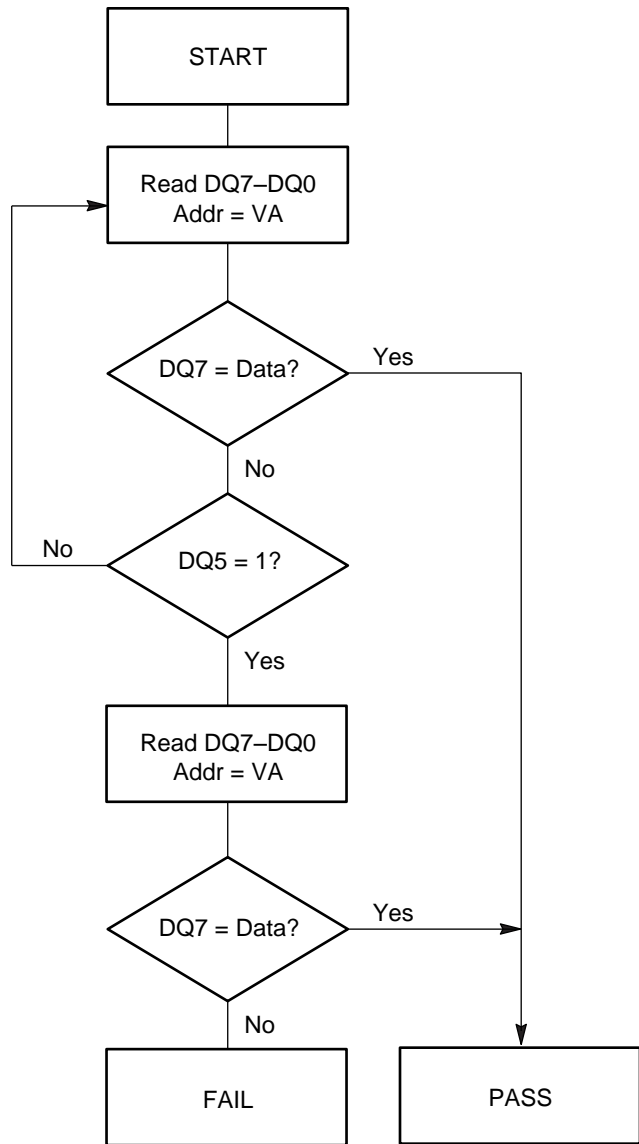 START
Read DQ7–DQ0
Addr = VA
DQ7 = Data?
Yes
No
No
DQ5 = 1?
Yes
Read DQ7–DQ0
Addr = VA
DQ7 = Data?
Yes
No
FAIL
PASS